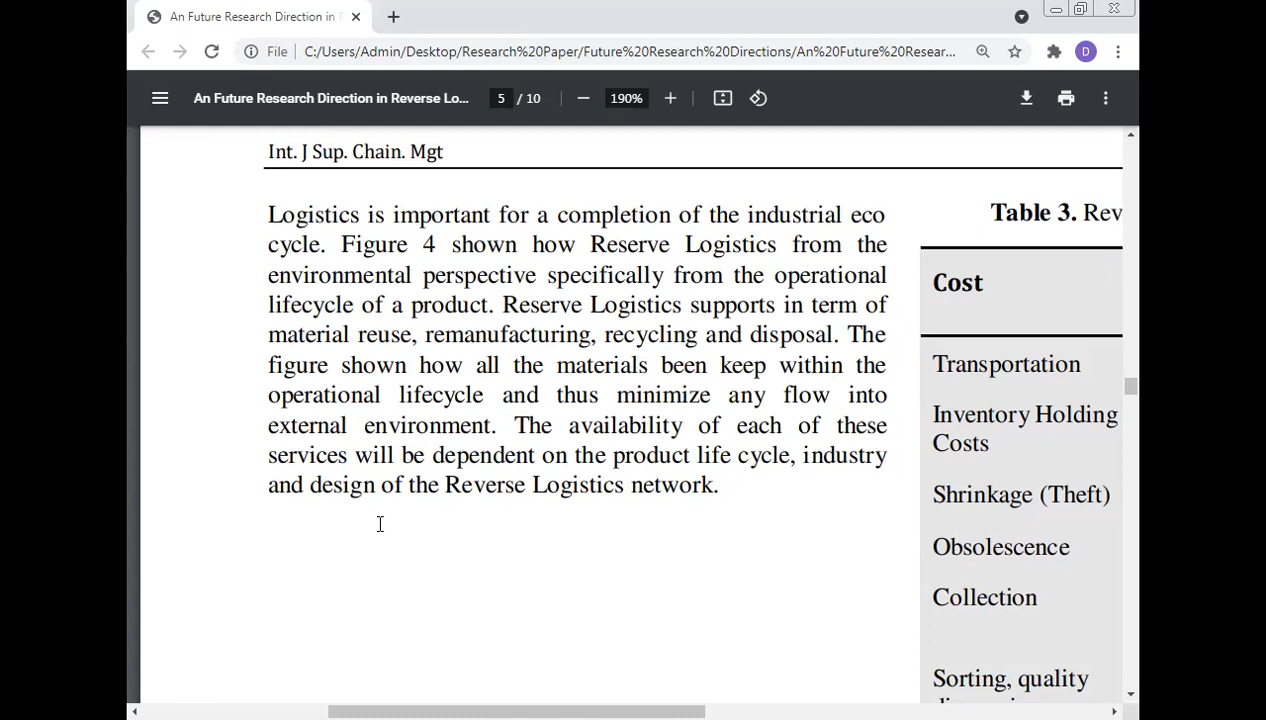 An Future Research Direction in
File C:/Users/Admin/Desktop/Research%20Paper/Future%20Research%20Directions/An%20Future%20Resear...
An Future Research Direction in Reverse Lo... 5 / 10 190%
D
Int. J Sup. Chain. Mgt
Logistics is important for a completion of the industrial eco
cycle. Figure 4 shown how Reserve Logistics from the
environmental perspective specifically from the operational
lifecycle of a product. Reserve Logistics supports in term of
material reuse, remanufacturing, recycling and disposal. The
figure shown how all the materials been keep within the
operational lifecycle and thus minimize any flow into
external environment. The availability of each of these
services will be dependent on the product life cycle, industry
and design of the Reverse Logistics network.
Table 3. Rev
Cost
Transportation
Inventory Holding
Costs
Shrinkage (Theft)
Obsolescence
Collection
Sorting, quality